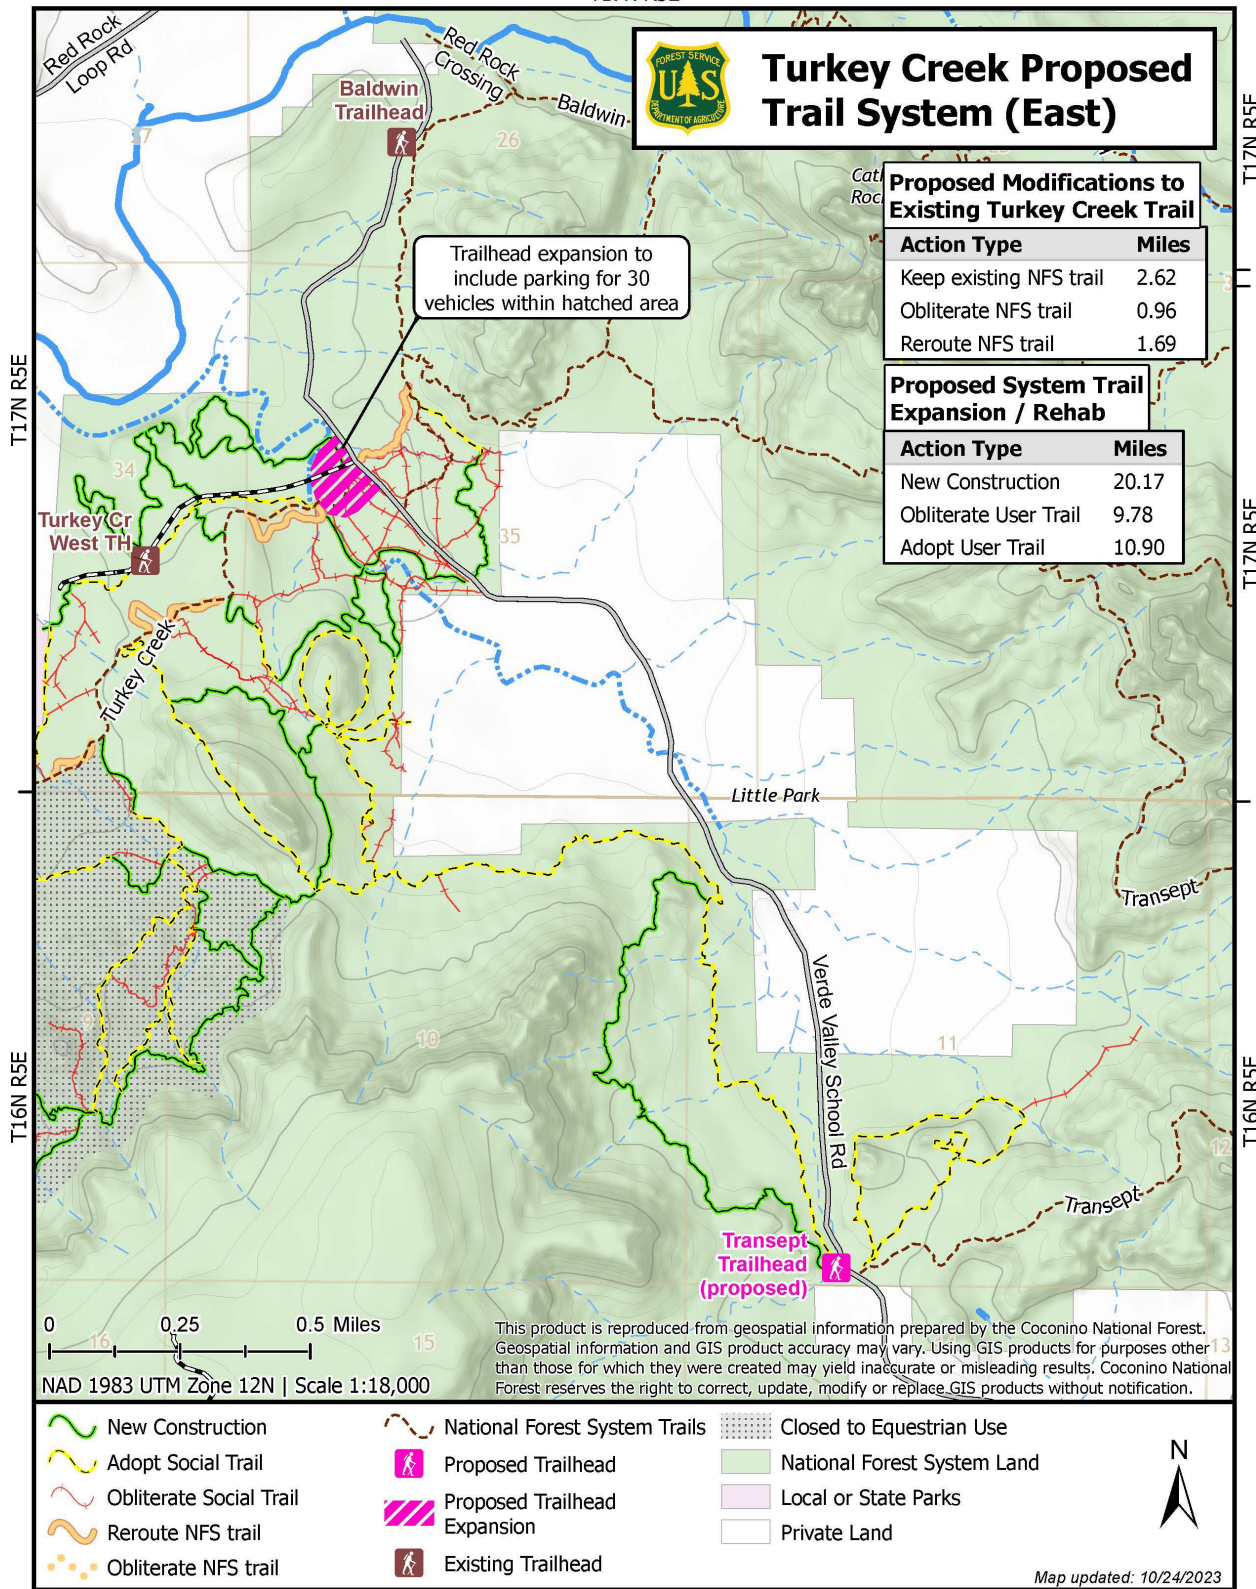 Turkey Creek Proposed
Trail System (East)
FOREST SERVICE
US
DEPARTMENT OF AGRICULTURE
Red Rock
Loop Rd
Red Rock
Crossing
Baldwin
Baldwin
Trailhead
26
27
T17N R5E
Proposed Modifications to
Existing Turkey Creek Trail
Action Type Miles
Keep existing NFS trail 2.62
Obliterate NFS trail 0.96
Reroute NFS trail 1.69
Trailhead expansion to
include parking for 30
vehicles within hatched area
T17N R5E
Proposed System Trail
Expansion / Rehab
Action Type Miles
New Construction 20.17
Obliterate User Trail 9.78
Adopt User Trail 10.90
34
35
Turkey Cr
West TH
T17N R5E
Turkey Creek
Little Park
Transept
9
10
11
12
Verde Valley School Rd
T16N R5E
T16N R5E
Transept
Transept
Trailhead
(proposed)
0 0.25 0.5 Miles
16
15
13
NAD 1983 UTM Zone 12N | Scale 1:18,000
This product is reproduced from geospatial information prepared by the Coconino National Forest.
Geospatial information and GIS product accuracy may vary. Using GIS products for purposes other
than those for which they were created may yield inaccurate or misleading results. Coconino National
Forest reserves the right to correct, update, modify or replace GIS products without notification.
New Construction
Adopt Social Trail
Obliterate Social Trail
Reroute NFS trail
Obliterate NFS trail
National Forest System Trails
Proposed Trailhead
Proposed Trailhead
Expansion
Existing Trailhead
Closed to Equestrian Use
National Forest System Land
Local or State Parks
Private Land
N
Map updated: 10/24/2023